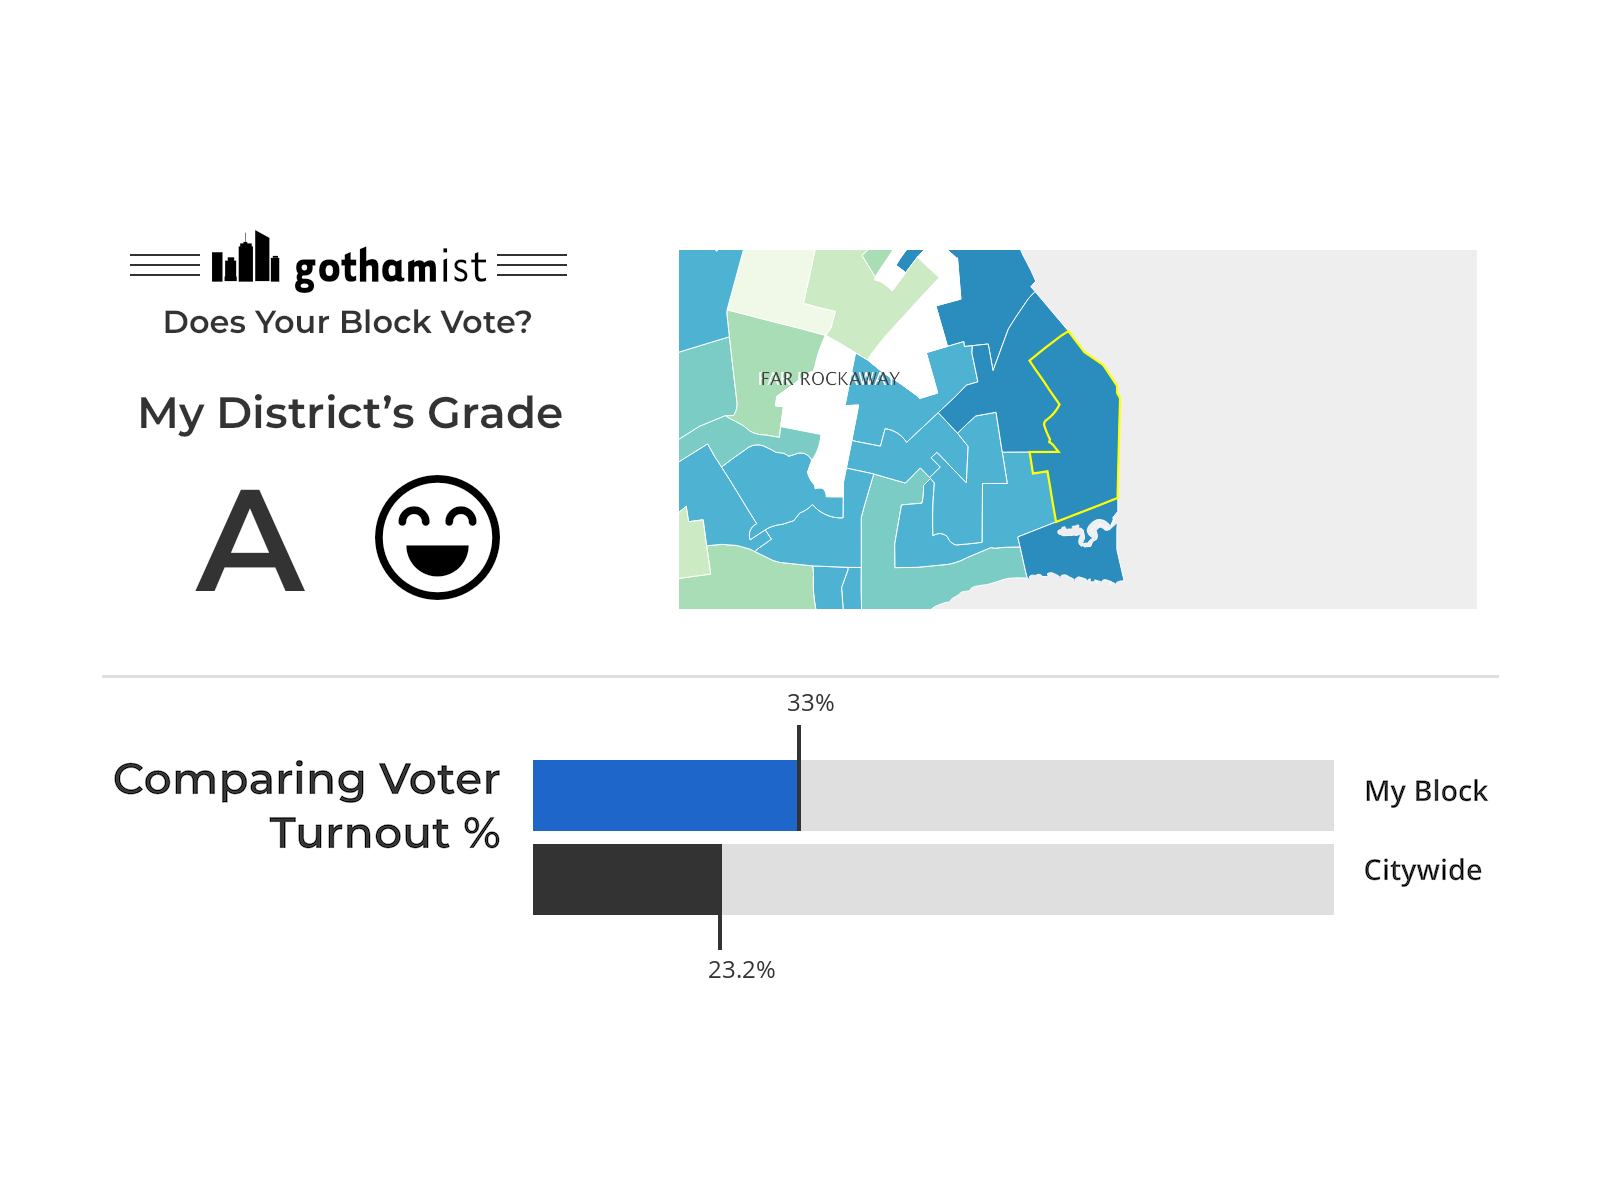 gothamist
Does Your Block Vote?
My District’s Grade
A
FAR ROCKAWAY
33%
Comparing Voter
Turnout %
My Block
Citywide
23.2%